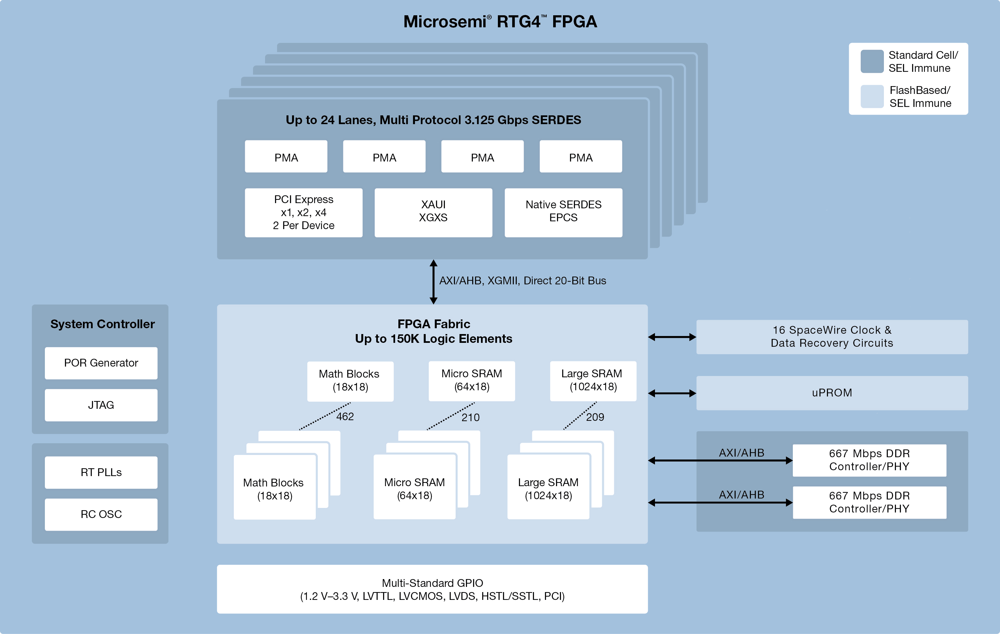 Microsemi® RTG4™ FPGA
Standard Cell/
SEL Immune
FlashBased/
SEL Immune
Up to 24 Lanes, Multi Protocol 3.125 Gbps SERDES
PMA
PMA
PMA
PMA
PCI Express
x1, x2, x4
2 Per Device
XAUI
XGXS
Native SERDES
EPCS
AXI/AHB, XGMII, Direct 20-Bit Bus
System Controller
POR Generator
JTAG
RT PLLs
RC OSC
FPGA Fabric
Up to 150K Logic Elements
Math Blocks
(18x18)
Micro SRAM
(64x18)
Large SRAM
(1024x18)
462
210
209
Math Blocks
(18x18)
Micro SRAM
(64x18)
Large SRAM
(1024x18)
16 SpaceWire Clock &
Data Recovery Circuits
uPROM
AXI/AHB
667 Mbps DDR
Controller/PHY
AXI/AHB
667 Mbps DDR
Controller/PHY
Multi-Standard GPIO
(1.2 V–3.3 V, LVTTL, LVCMOS, LVDS, HSTL/SSTL, PCI)